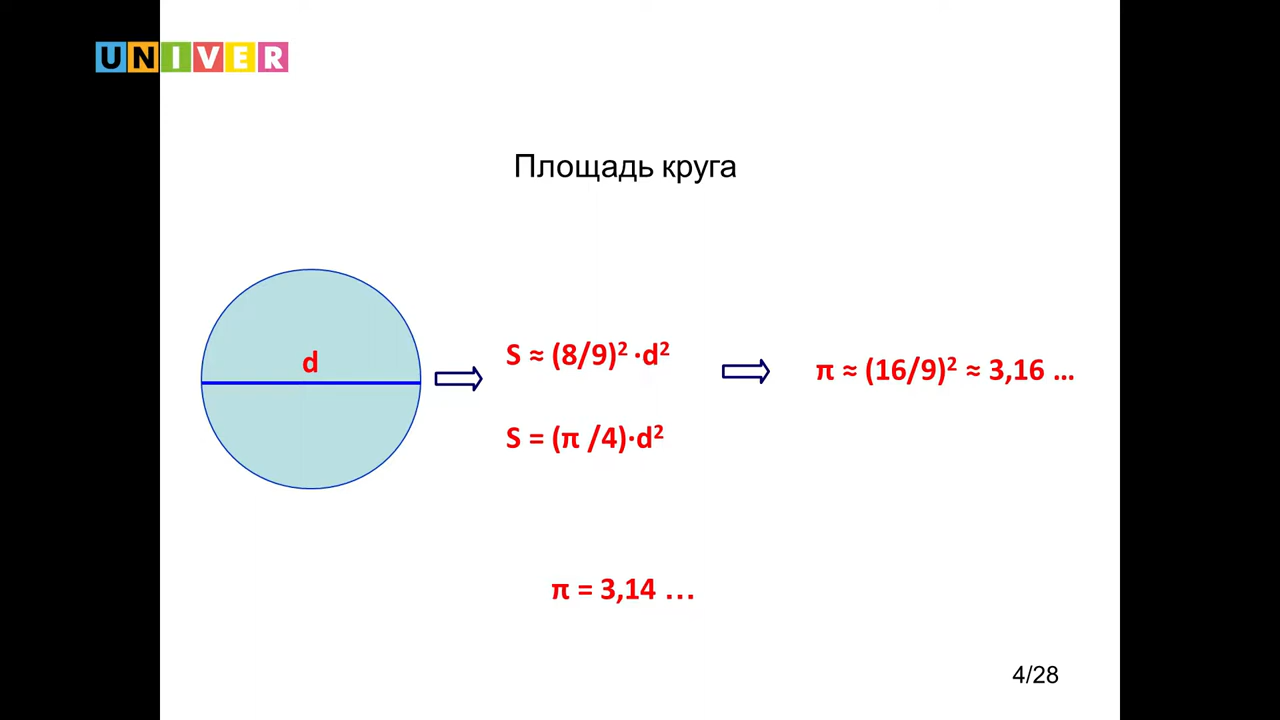 UNIVER
Площадь круга
d
S ≈ (8/9)² ·d²
π ≈ (16/9)² ≈ 3,16 ...
S = (π /4)·d²
π = 3,14 ...
4/28